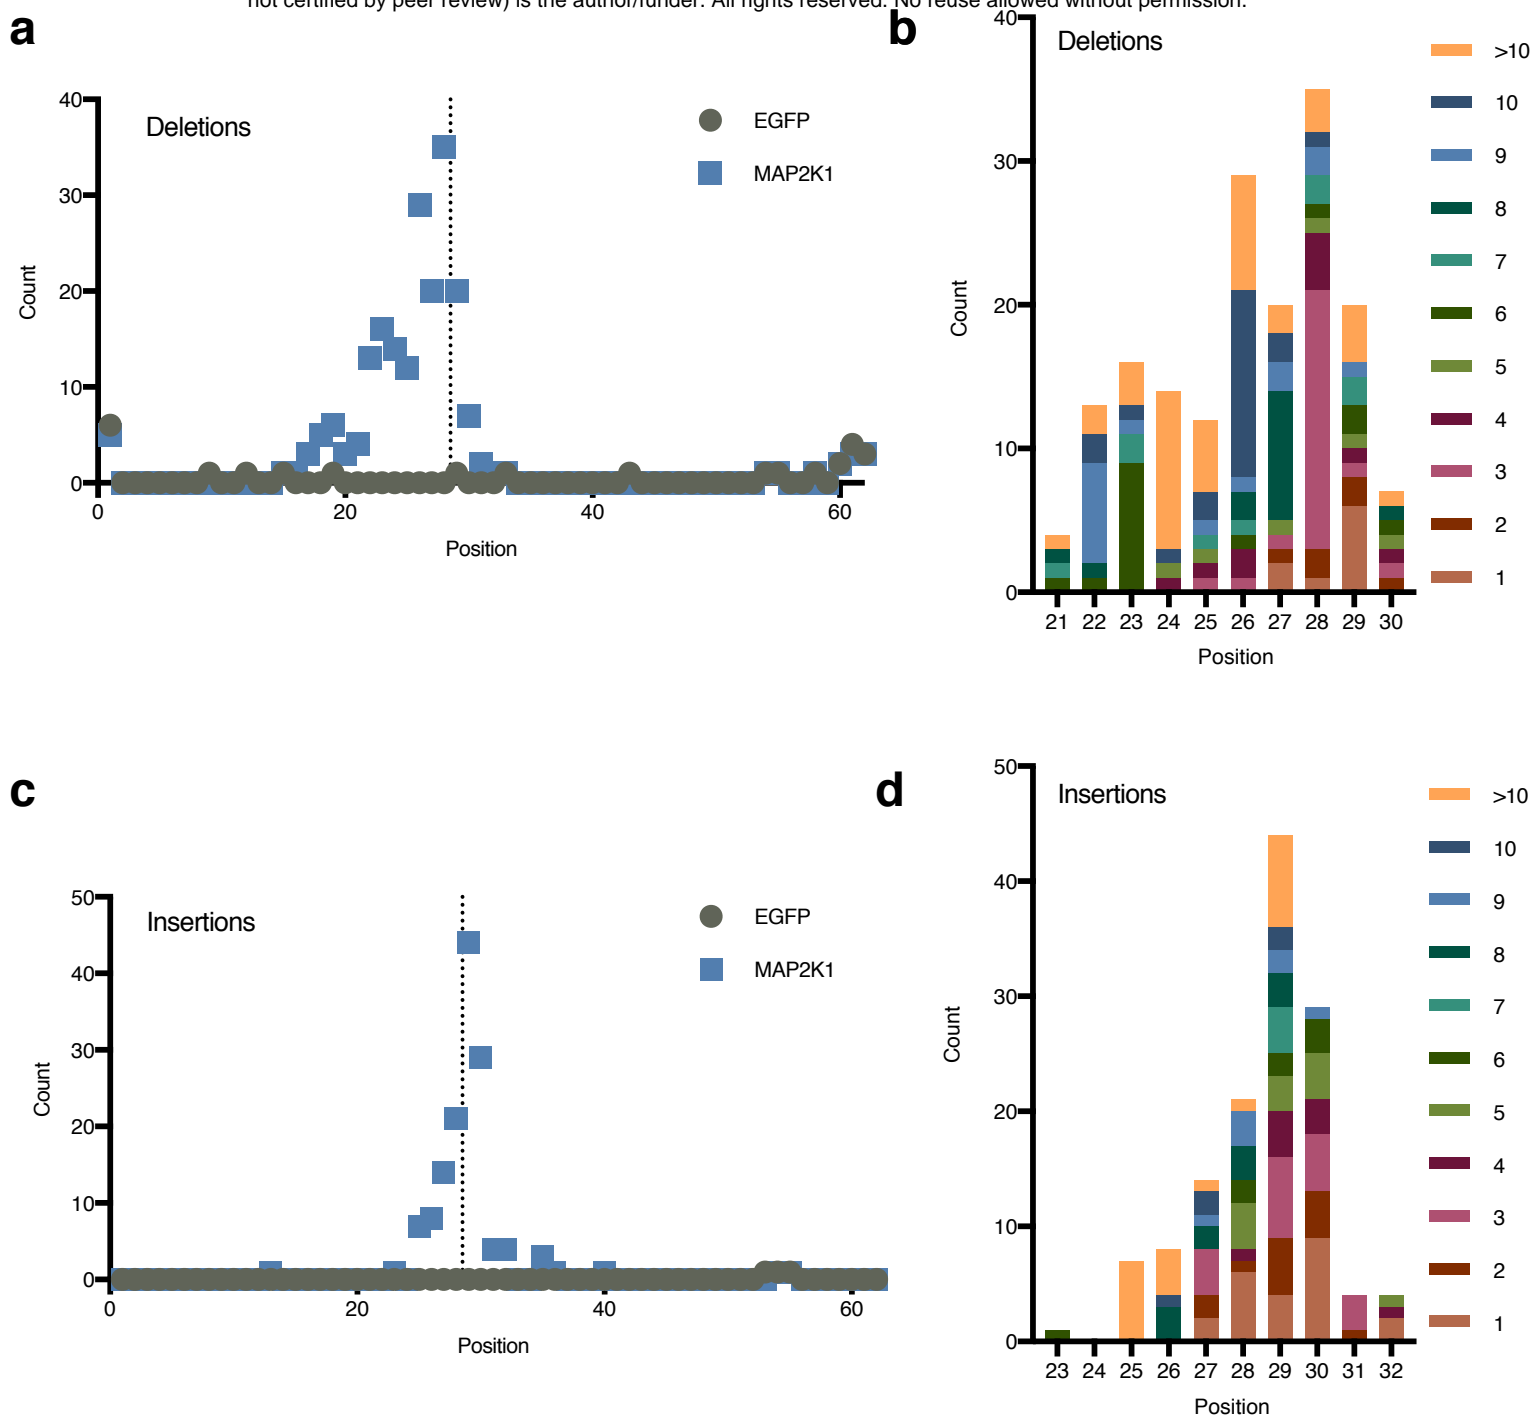 not certified by peer review) is the author/funder. All rights reserved. No reuse allowed without permission.
a
Deletions
EGFP
MAP2K1
40
30
20
10
0
Count
0 20 40 60
Position
b
Deletions
40
30
20
10
0
Count
21 22 23 24 25 26 27 28 29 30
Position
>10
10
9
8
7
6
5
4
3
2
1
c
Insertions
EGFP
MAP2K1
50
40
30
20
10
0
Count
0 20 40 60
Position
d
Insertions
50
40
30
20
10
0
Count
23 24 25 26 27 28 29 30 31 32
Position
>10
10
9
8
7
6
5
4
3
2
1